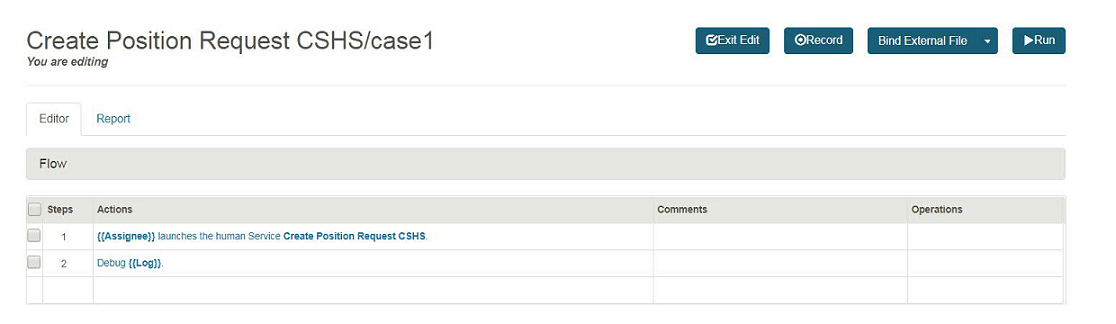 Create Position Request CSHS/case1
You are editing
Exit Edit
Record
Bind External File
Run
Editor
Report
Flow
Steps Actions Comments Operations
1 {{Assignee}} launches the human Service Create Position Request CSHS.
2 Debug {{Log}}.